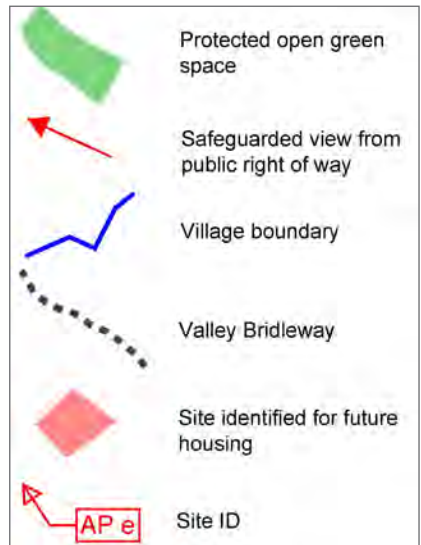 Protected open green
space
Safeguarded view from
public right of way
Village boundary
Valley Bridleway
Site identified for future
housing
AP e
Site ID